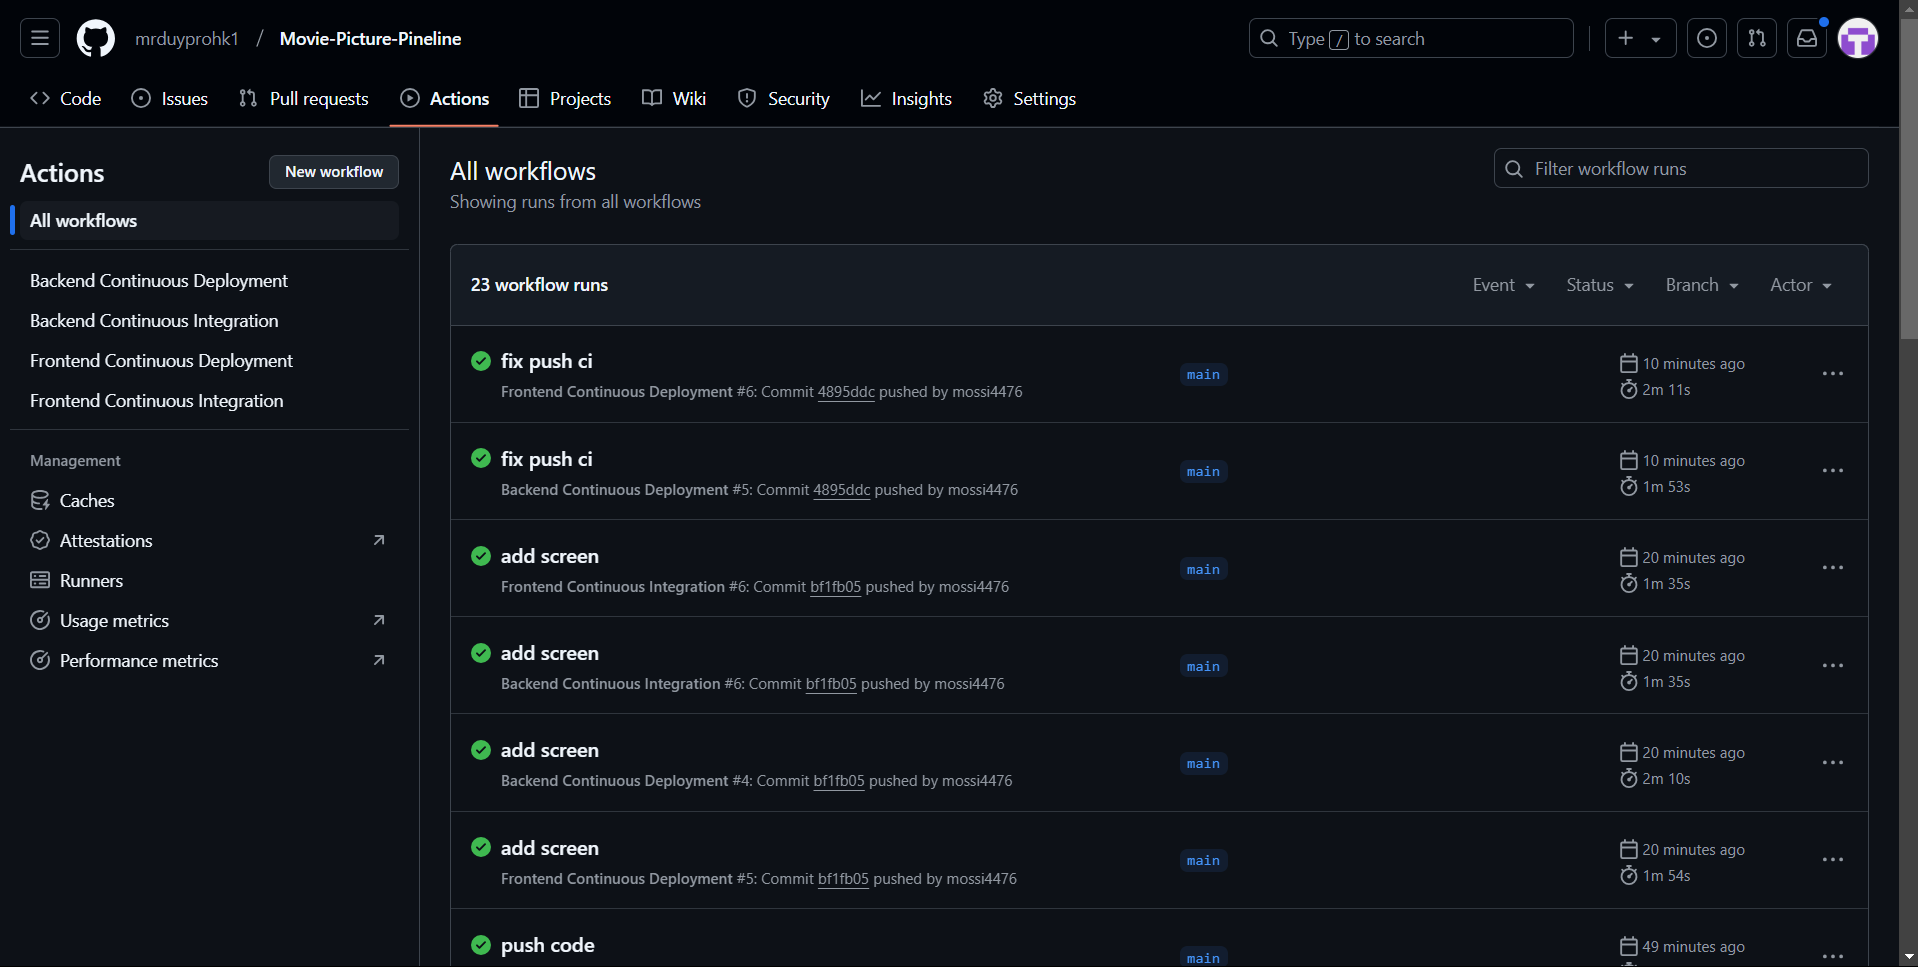 mrduyprohk1 / Movie-Picture-Pineline
Type / to search
Code Issues Pull requests Actions Projects Wiki Security Insights Settings
Actions
New workflow
All workflows
Backend Continuous Deployment
Backend Continuous Integration
Frontend Continuous Deployment
Frontend Continuous Integration
Management
Caches
Attestations
Runners
Usage metrics
Performance metrics
All workflows
Showing runs from all workflows
Filter workflow runs
23 workflow runs
Event Status Branch Actor
fix push ci
Frontend Continuous Deployment #6: Commit 4895ddc pushed by mossi4476
main
10 minutes ago
2m 11s
fix push ci
Backend Continuous Deployment #5: Commit 4895ddc pushed by mossi4476
main
10 minutes ago
1m 53s
add screen
Frontend Continuous Integration #6: Commit bf1fb05 pushed by mossi4476
main
20 minutes ago
1m 35s
add screen
Backend Continuous Integration #6: Commit bf1fb05 pushed by mossi4476
main
20 minutes ago
1m 35s
add screen
Backend Continuous Deployment #4: Commit bf1fb05 pushed by mossi4476
main
20 minutes ago
2m 10s
add screen
Frontend Continuous Deployment #5: Commit bf1fb05 pushed by mossi4476
main
20 minutes ago
1m 54s
push code
main
49 minutes ago